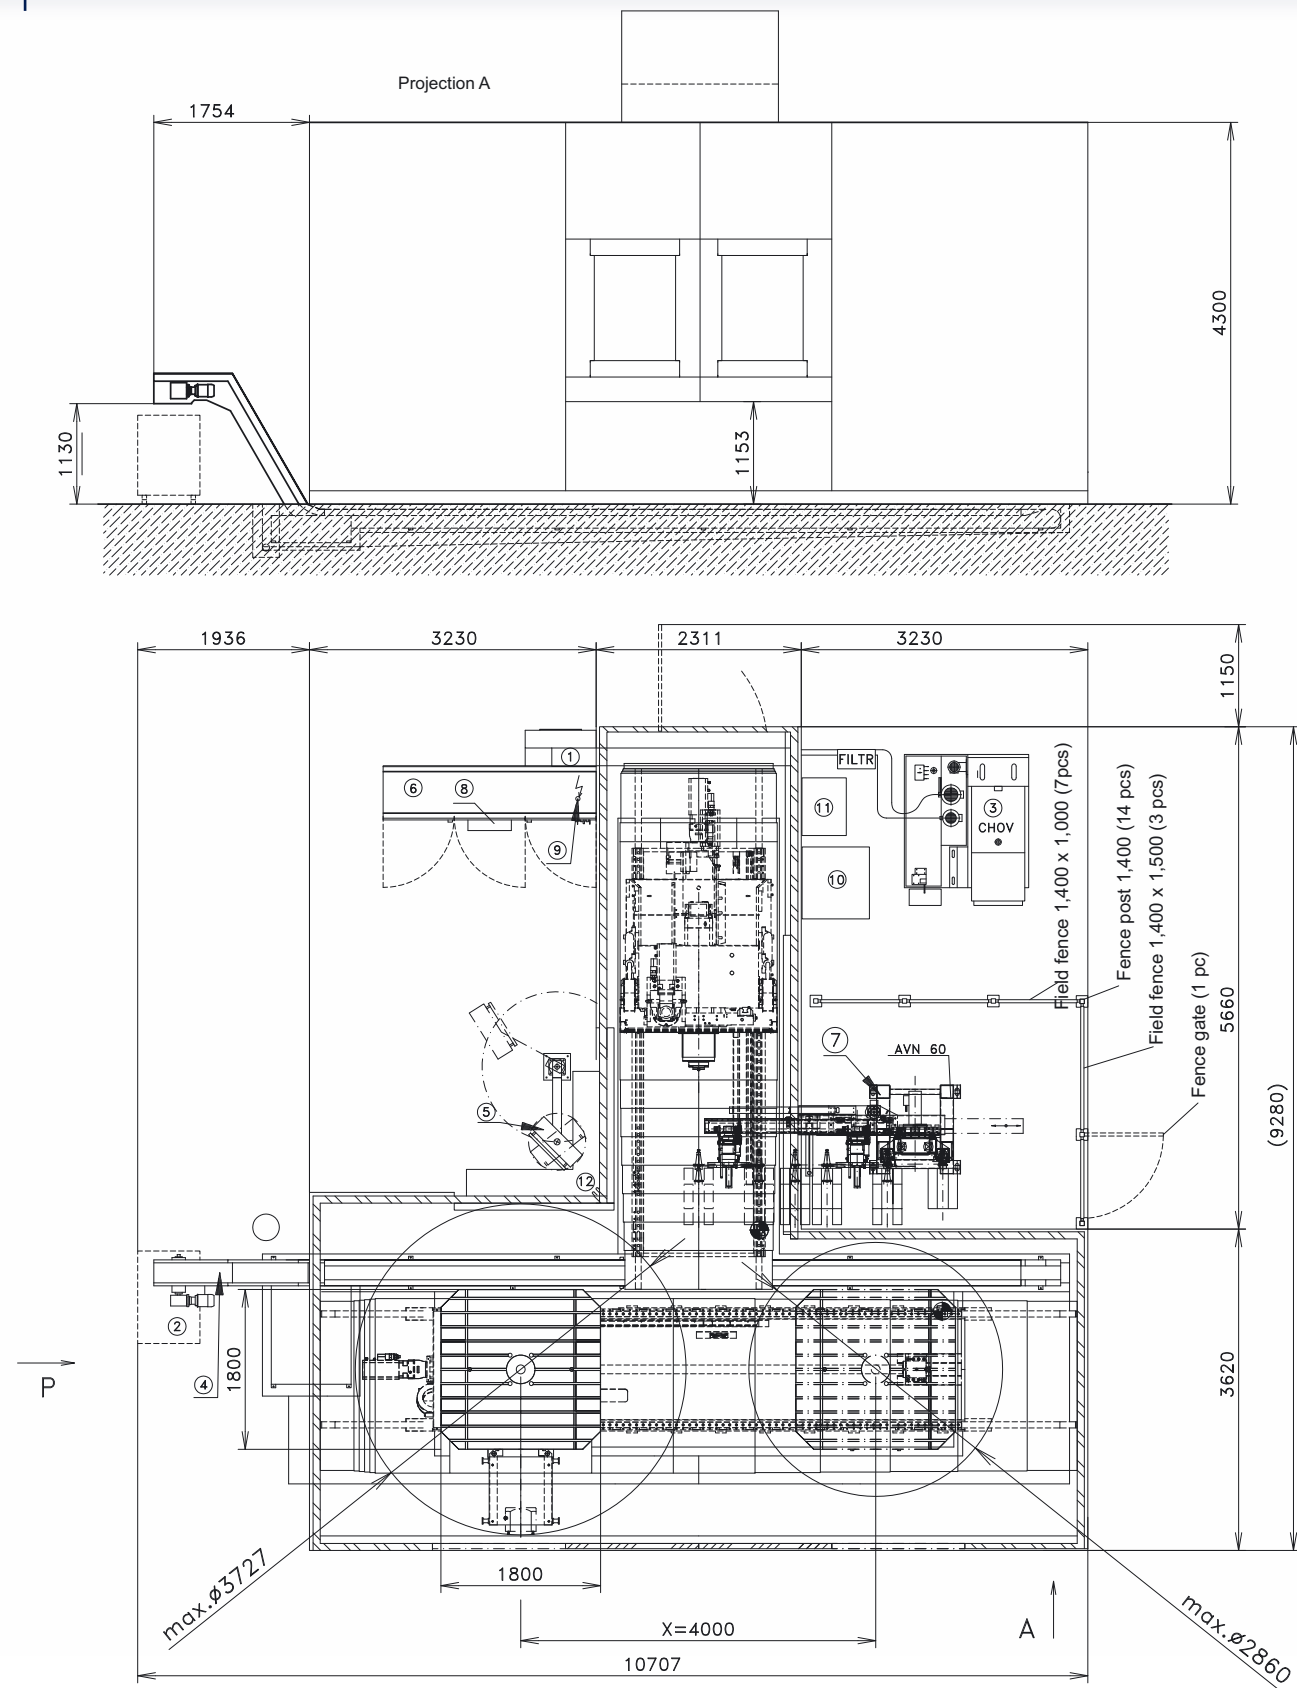 Projection A
1754
4300
1130
1153
1936
3230
2311
3230
1150
1
FILTR
6
8
11
3
CHOV
9
10
Field fence 1,400 x 1,000 (7pcs)
Fence post 1,400 (14 pcs)
Field fence 1,400 x 1,500 (3 pcs)
Fence gate (1 pc)
5660
(9280)
7
AVN 60
5
12
2
4
1800
P
3620
max.ø3727
1800
X=4000
A
max.ø2860
10707